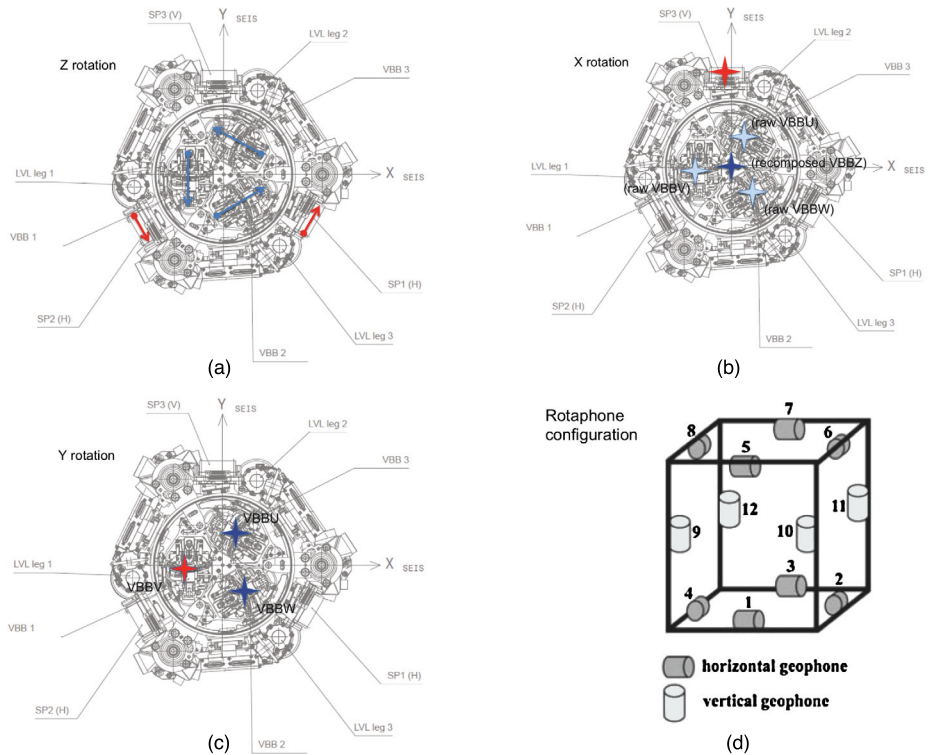 Y SEIS
SP3 (V)
LVL leg 2
Z rotation
VBB 3
LVL leg 1
X SEIS
VBB 1
SP1 (H)
SP2 (H)
LVL leg 3
VBB 2
(a)
Y SEIS
SP3 (V)
LVL leg 2
X rotation
VBB 3
(raw VBBU)
LVL leg 1
(recomposed VBBZ)
X SEIS
(raw VBBV)
(raw VBBW)
VBB 1
SP1 (H)
SP2 (H)
LVL leg 3
VBB 2
(b)
Y SEIS
SP3 (V)
LVL leg 2
Y rotation
VBB 3
VBBU
LVL leg 1
X SEIS
VBBV
VBBW
VBB 1
SP1 (H)
SP2 (H)
LVL leg 3
VBB 2
(c)
Rotaphone
configuration
7
8
6
5
11
12
9
10
3
2
4
1
horizontal geophone
vertical geophone
(d)